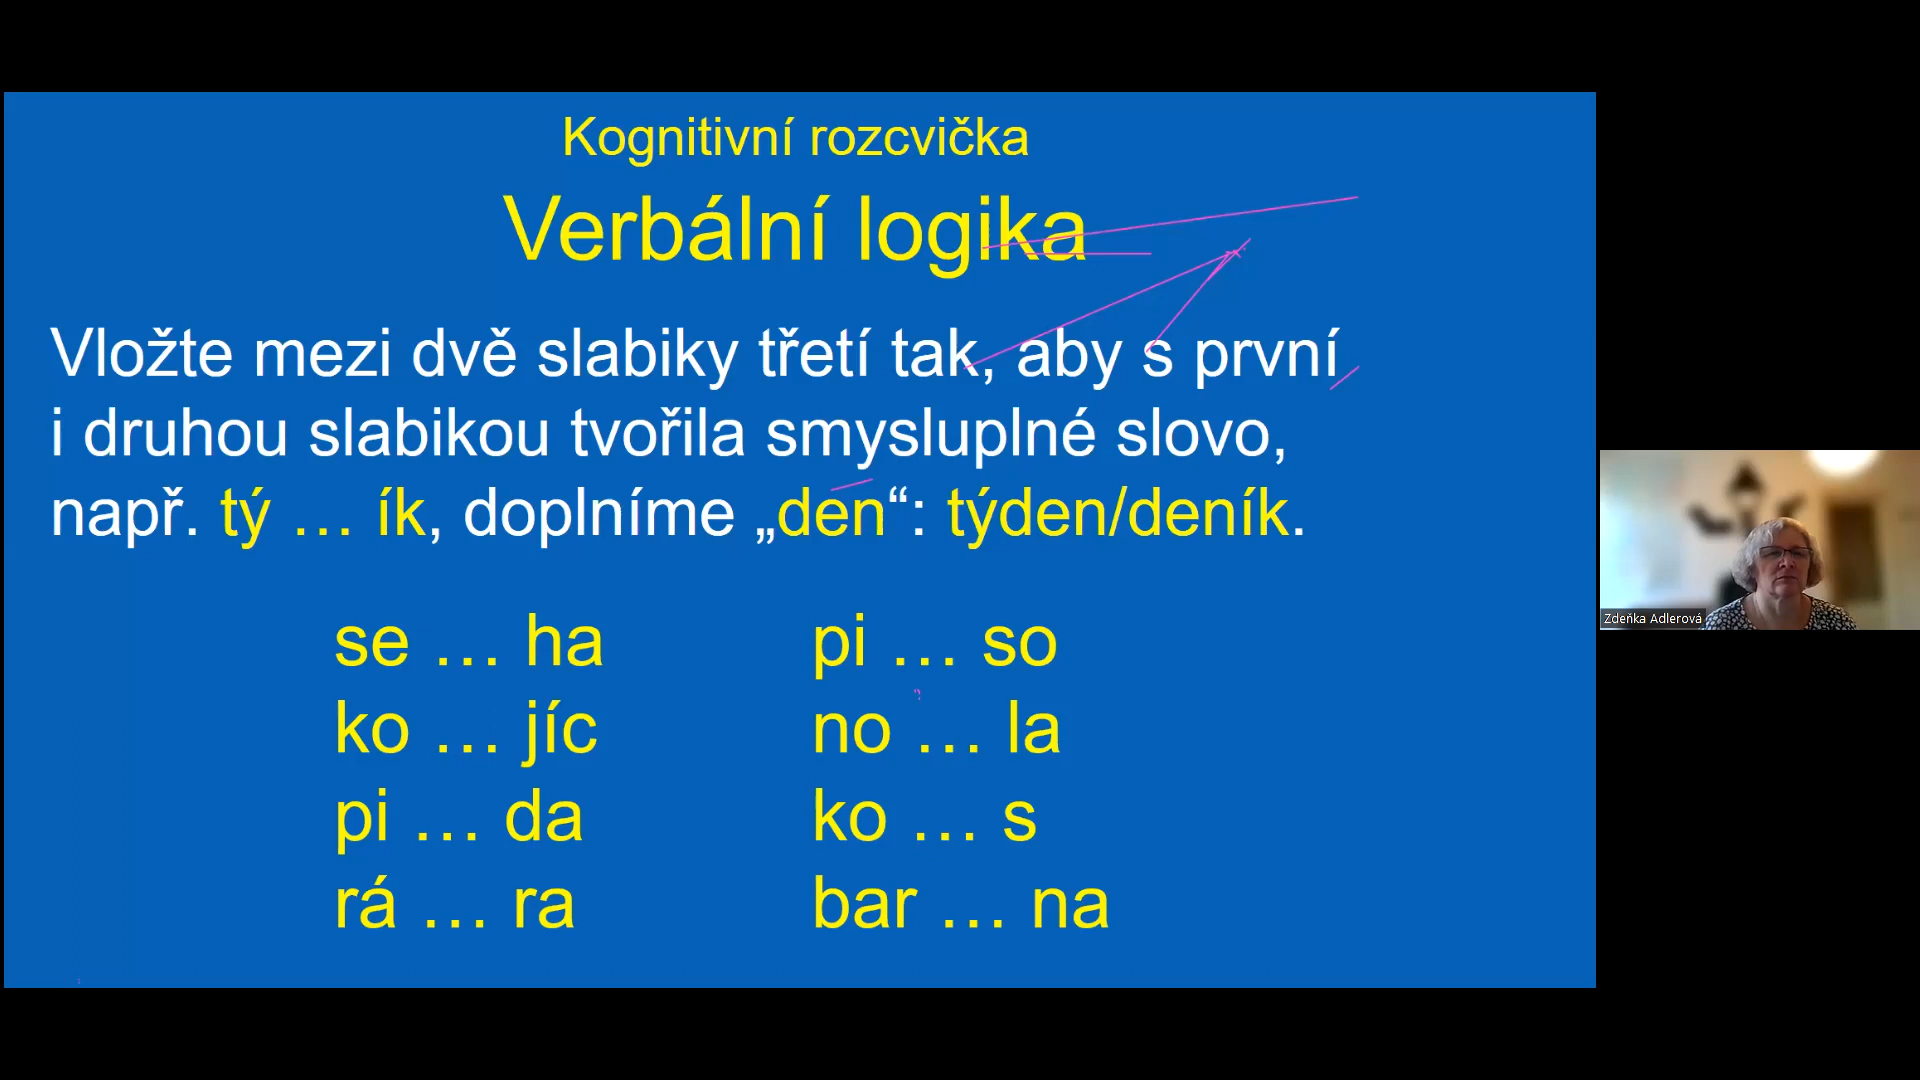 Kognitivní rozcvička
Verbální logika
Vložte mezi dvě slabiky třetí tak, aby s první
i druhou slabikou tvořila smysluplné slovo,
např. tý … ík, doplníme „den“: týden/deník.
se … ha
ko … jíc
pi … da
rá … ra
pi … so
no … la
ko … s
bar … na
Zdeňka Adlerová